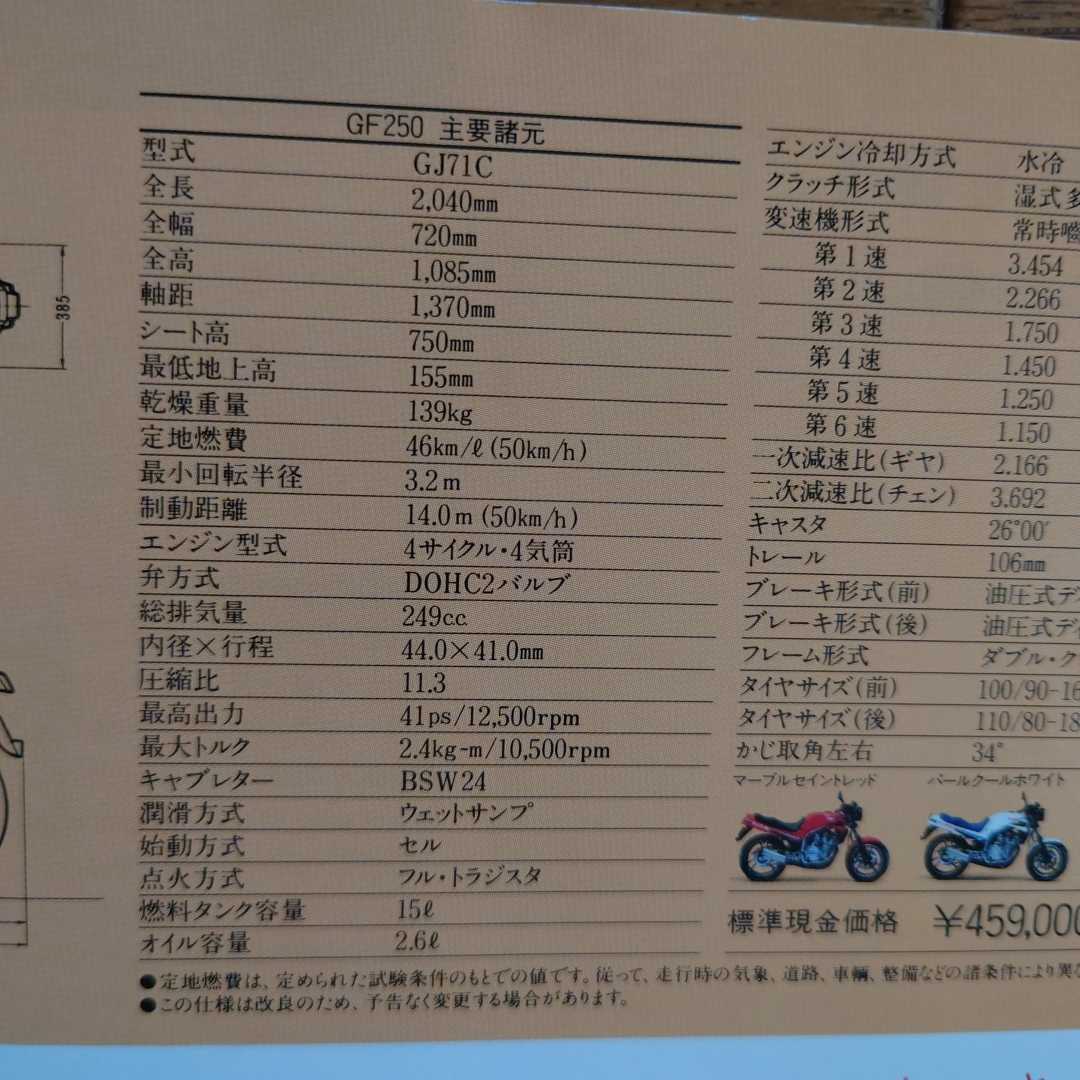 GF250 主要諸元
型式 GJ71C
全長 2,040mm
全幅 720mm
全高 1,085mm
軸距 1,370mm
シート高 750mm
最低地上高 155mm
乾燥重量 139kg
定地燃費 46km/ℓ (50km/h)
最小回転半径 3.2m
制動距離 14.0m (50km/h)
エンジン型式 4サイクル・4気筒
弁方式 DOHC2バルブ
総排気量 249c.c.
内径×行程 44.0×41.0mm
圧縮比 11.3
最高出力 41ps/12,500rpm
最大トルク 2.4kg-m/10,500rpm
キャブレター BSW24
潤滑方式 ウェットサンプ
始動方式 セル
点火方式 フル・トラジスタ
燃料タンク容量 15ℓ
オイル容量 2.6ℓ
エンジン冷却方式 水冷
クラッチ形式 湿式多
変速機形式 常時噛
第1速 3.454
第2速 2.266
第3速 1.750
第4速 1.450
第5速 1.250
第6速 1.150
一次減速比(ギヤ) 2.166
二次減速比(チェン) 3.692
キャスタ 26°00′
トレール 106mm
ブレーキ形式(前) 油圧式デ
ブレーキ形式(後) 油圧式デ
フレーム形式 ダブル・ク
タイヤサイズ(前) 100/90-16
タイヤサイズ(後) 110/80-18
かじ取角左右 34°
マーブルセイントレッド パールクールホワイト
標準現金価格 ¥459,000
●定地燃費は、定められた試験条件のもとでの値です。従って、走行時の気象、道路、車輌、整備などの諸条件により異
●この仕様は改良のため、予告なく変更する場合があります。
385